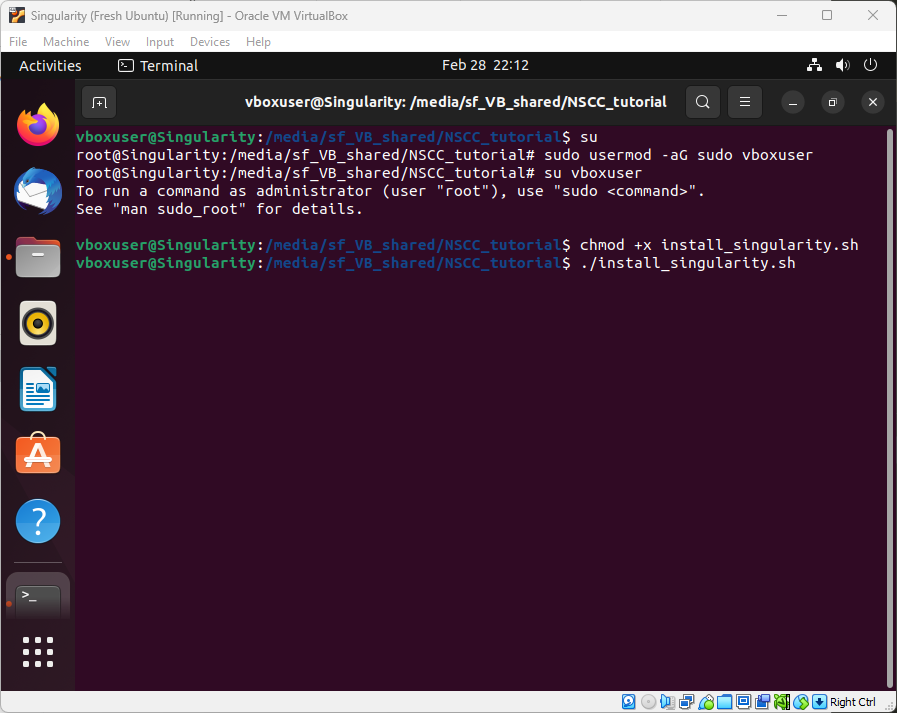 Singularity (Fresh Ubuntu) [Running] - Oracle VM VirtualBox
File Machine View Input Devices Help
Activities Terminal Feb 28 22:12
vboxuser@Singularity: /media/sf_VB_shared/NSCC_tutorial
vboxuser@Singularity:/media/sf_VB_shared/NSCC_tutorial$ su
root@Singularity:/media/sf_VB_shared/NSCC_tutorial# sudo usermod -aG sudo vboxuser
root@Singularity:/media/sf_VB_shared/NSCC_tutorial# su vboxuser
To run a command as administrator (user "root"), use "sudo <command>".
See "man sudo_root" for details.
vboxuser@Singularity:/media/sf_VB_shared/NSCC_tutorial$ chmod +x install_singularity.sh
vboxuser@Singularity:/media/sf_VB_shared/NSCC_tutorial$ ./install_singularity.sh
Right Ctrl